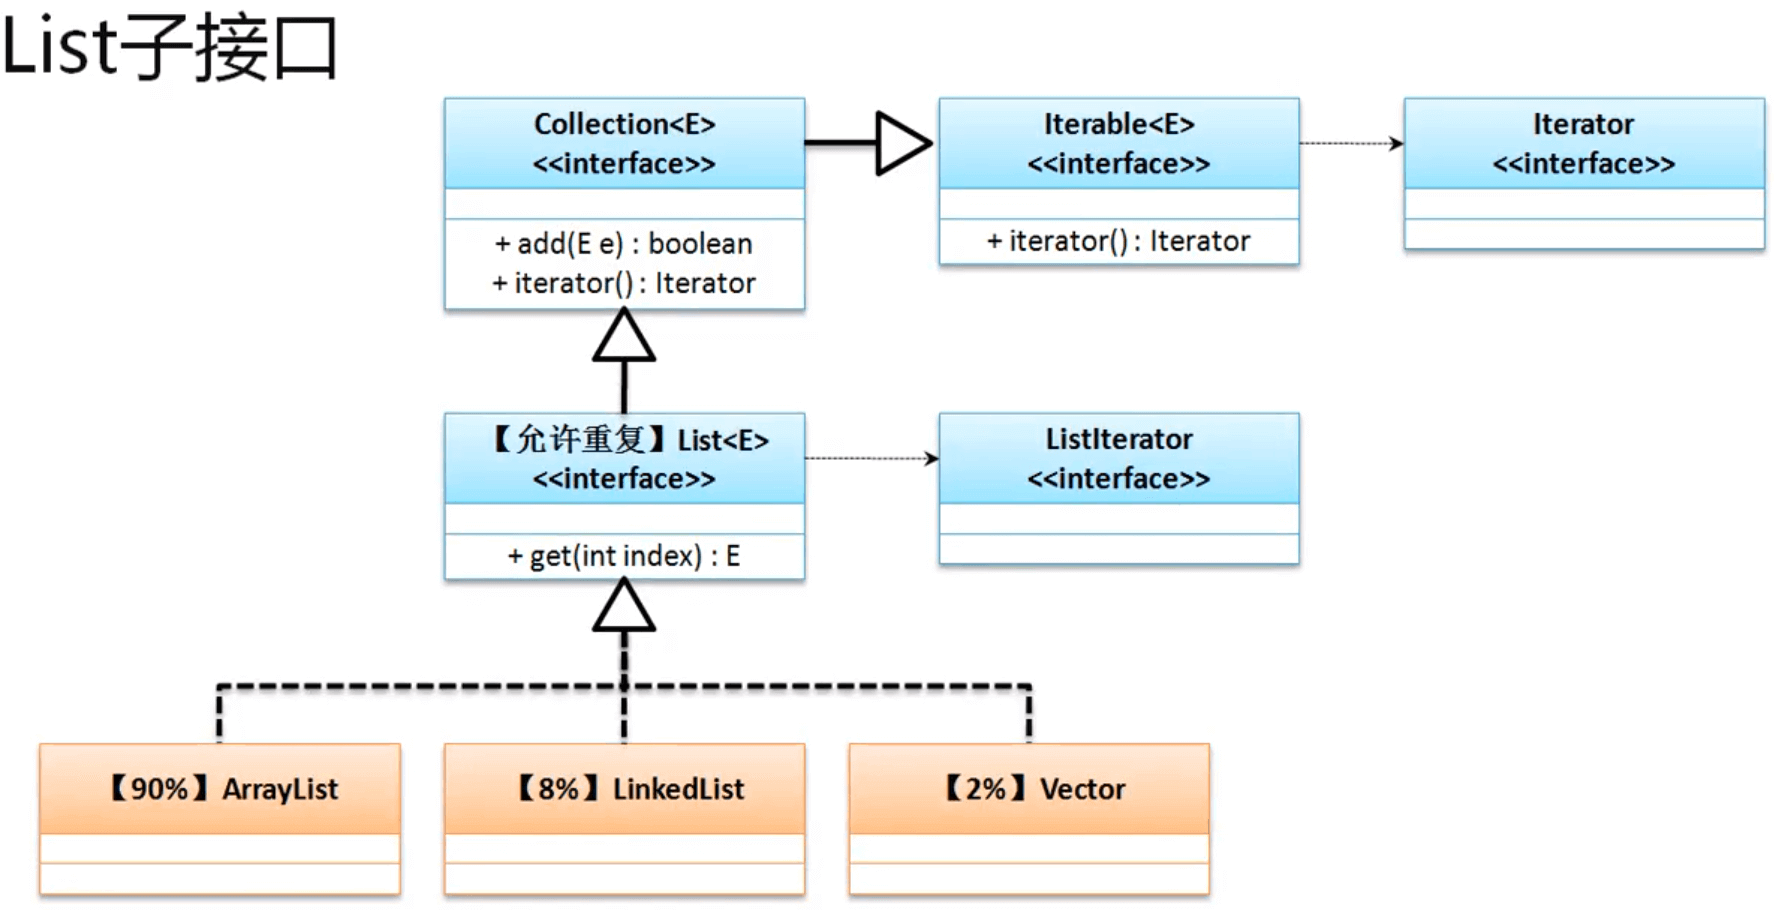 List子接口
Collection<E>
<<interface>>
+ add(E e) : boolean
+ iterator() : Iterator
Iterable<E>
<<interface>>
+ iterator() : Iterator
Iterator
<<interface>>
【允许重复】List<E>
<<interface>>
+ get(int index) : E
ListIterator
<<interface>>
【90%】ArrayList
【8%】LinkedList
【2%】Vector